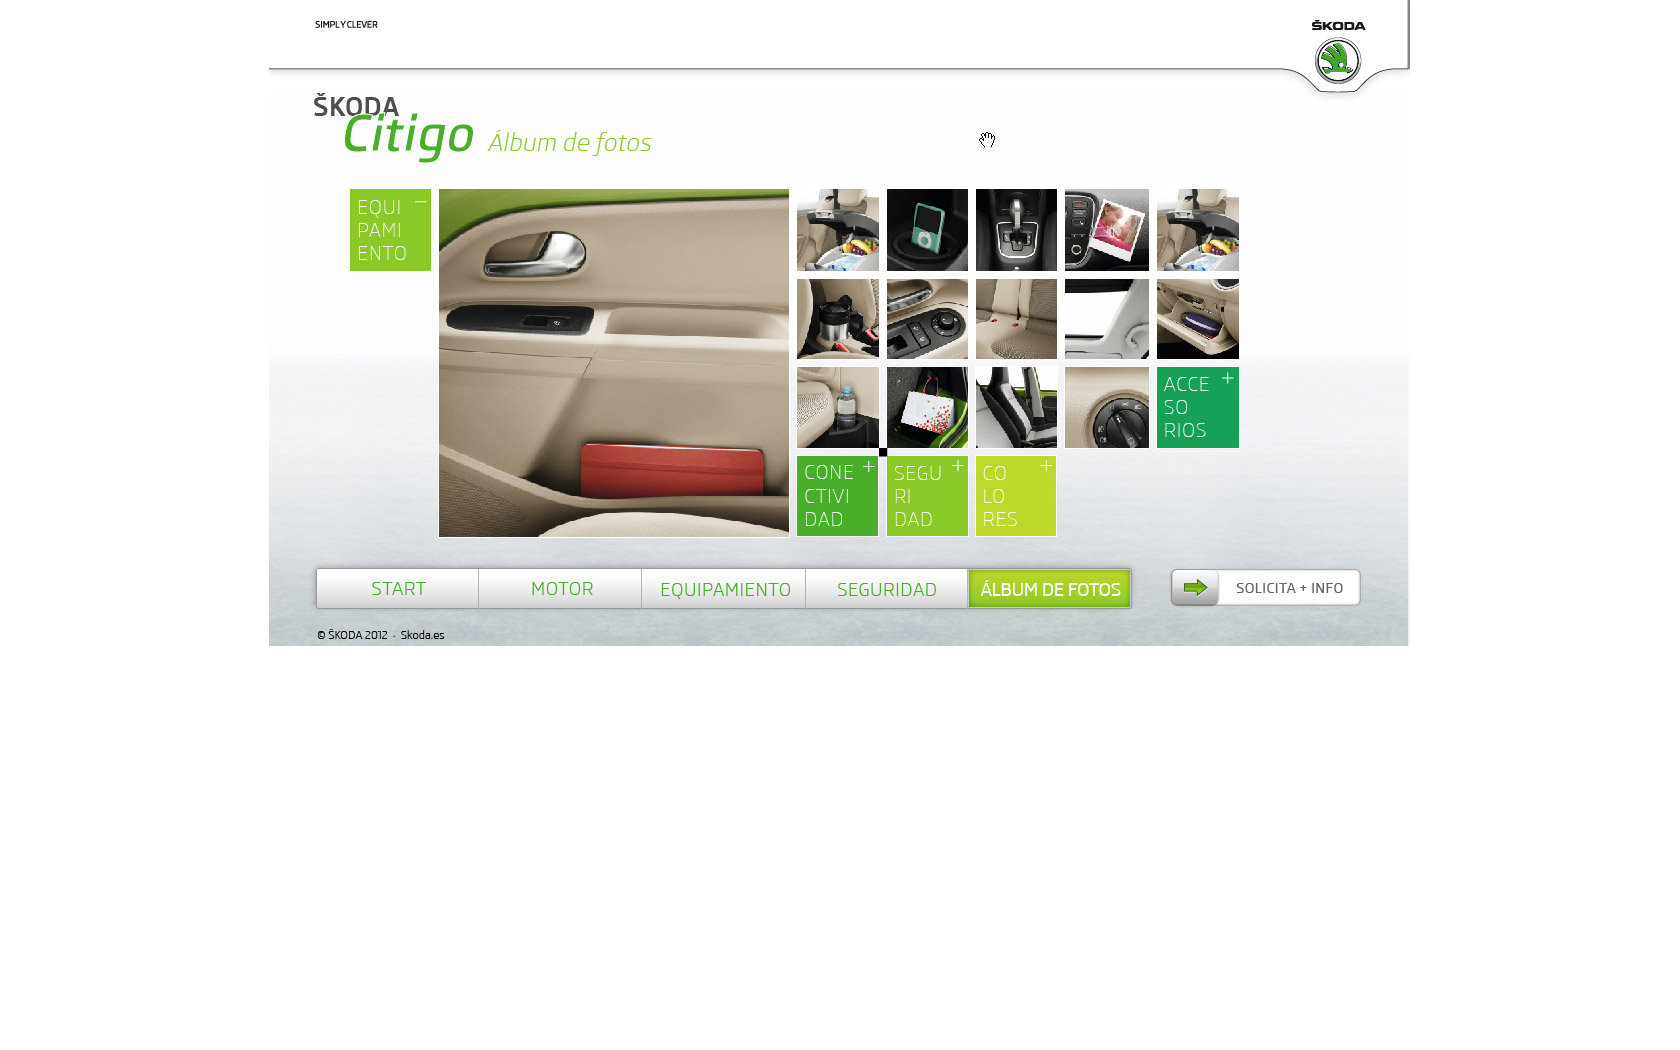 SIMPLY CLEVER
ŠKODA
ŠKODA
Citigo Álbum de fotos
EQUI
PAMI
ENTO
ACCE
SO
RIOS
CONE
CTIVI
DAD
SEGU
RI
DAD
CO
LO
RES
START
MOTOR
EQUIPAMIENTO
SEGURIDAD
ÁLBUM DE FOTOS
SOLICITA + INFO
© ŠKODA 2012 · Skoda.es